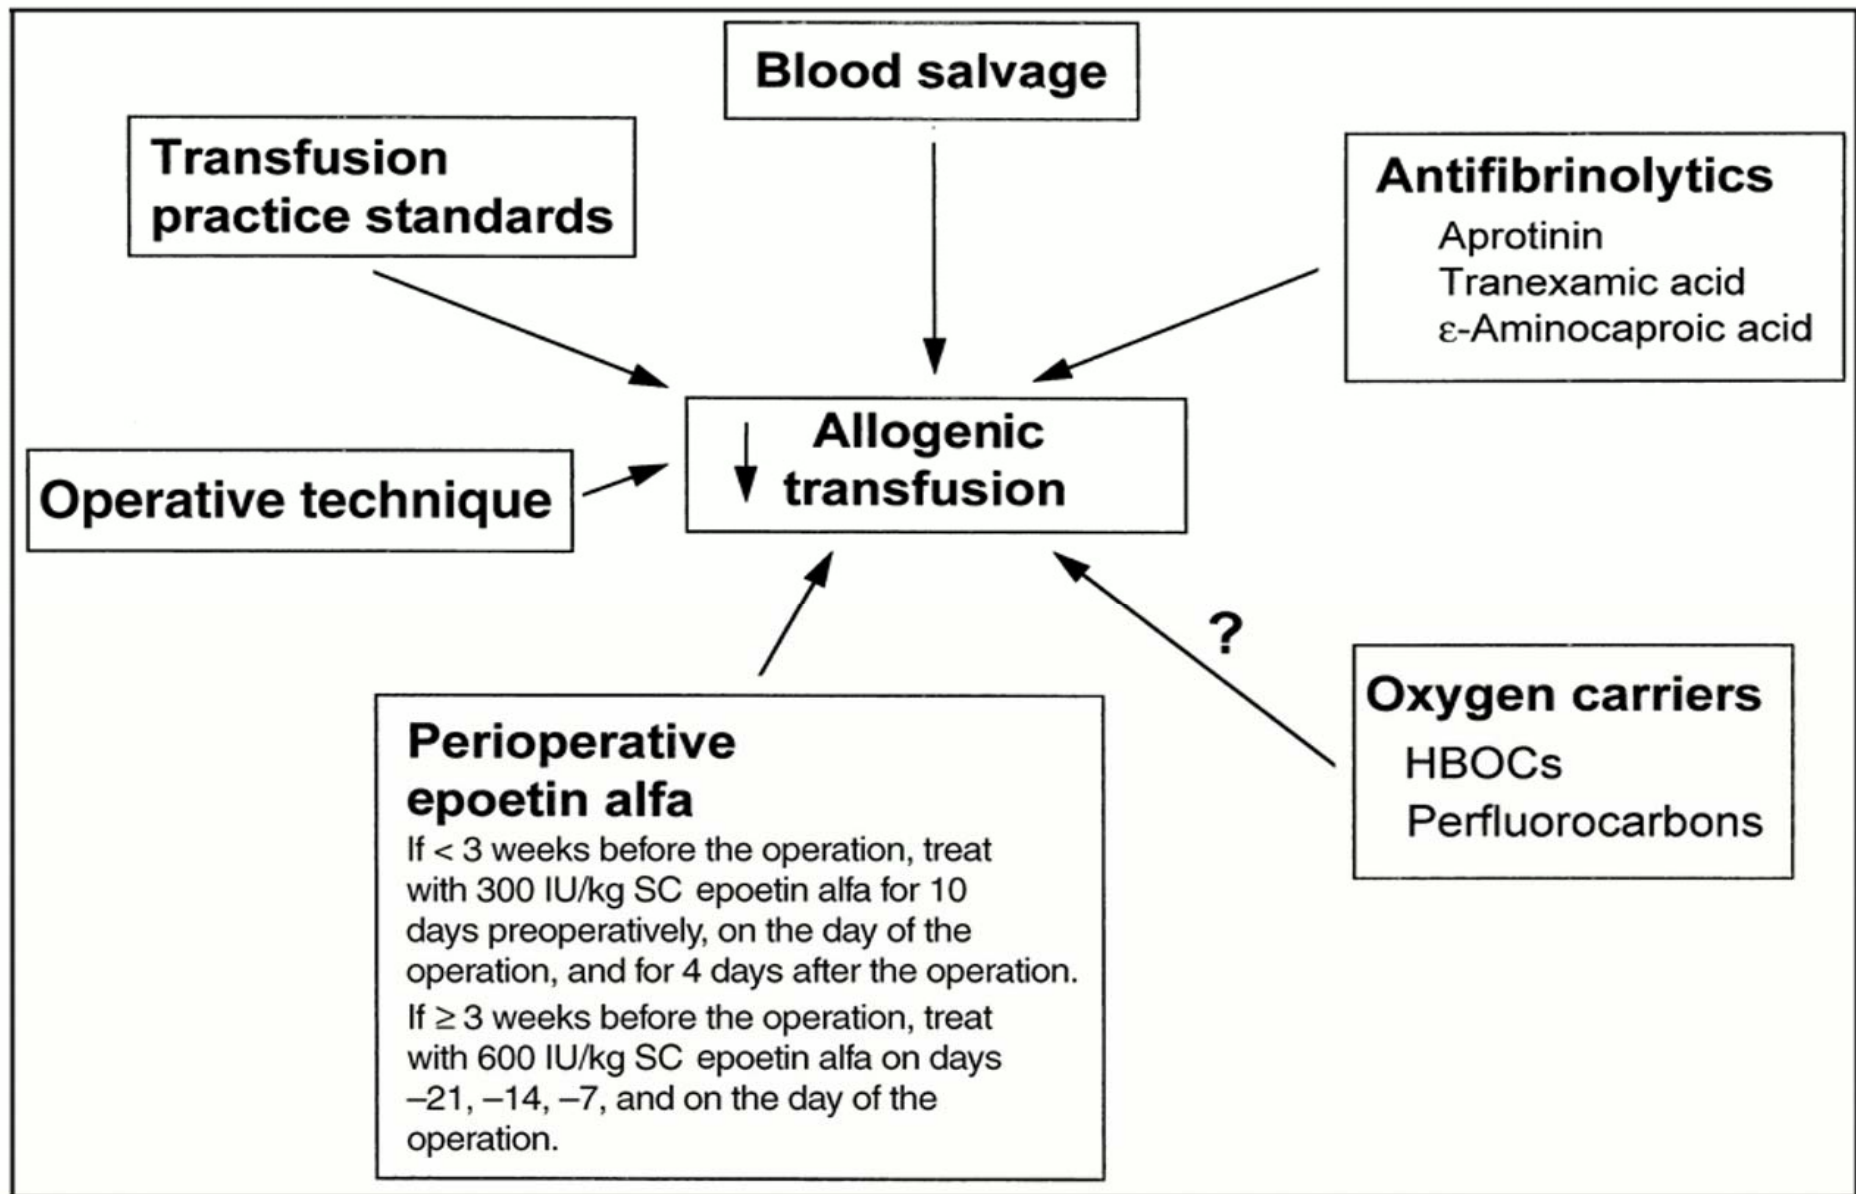 Blood salvage
Transfusion
practice standards
Antifibrinolytics
Aprotinin
Tranexamic acid
ε-Aminocaproic acid
Allogenic
transfusion
Operative technique
?
Oxygen carriers
HBOCs
Perfluorocarbons
Perioperative
epoetin alfa
If < 3 weeks before the operation, treat
with 300 IU/kg SC epoetin alfa for 10
days preoperatively, on the day of the
operation, and for 4 days after the operation.
If ≥ 3 weeks before the operation, treat
with 600 IU/kg SC epoetin alfa on days
–21, –14, –7, and on the day of the
operation.